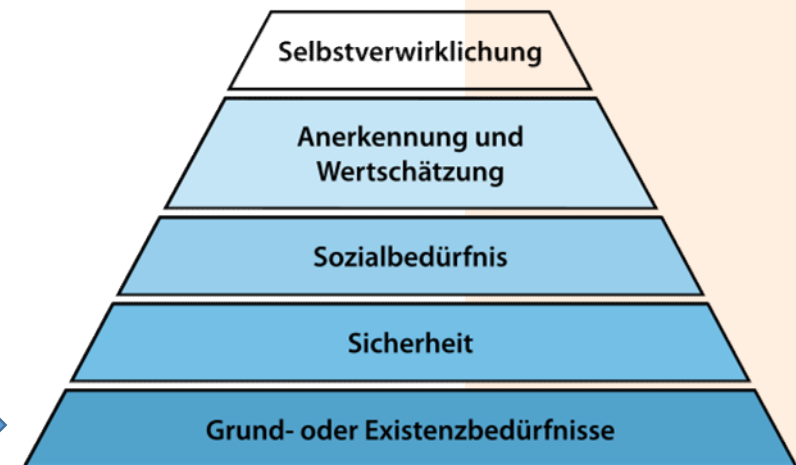 Selbstverwirklichung
Anerkennung und
Wertschätzung
Sozialbedürfnis
Sicherheit
Grund- oder Existenzbedürfnisse